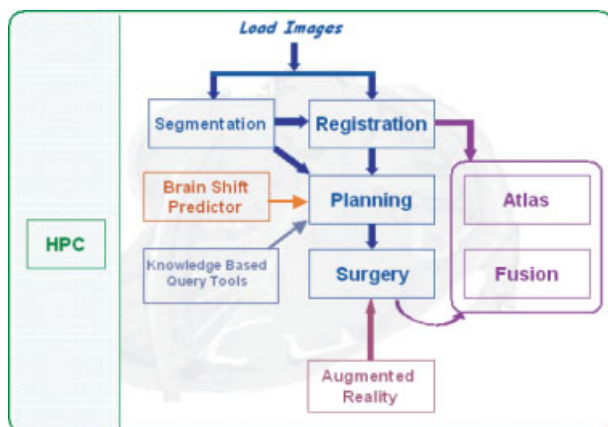 Load Images
Segmentation
Registration
Brain Shift
Predictor
Planning
Atlas
HPC
Knowledge Based
Query Tools
Surgery
Fusion
Augmented
Reality